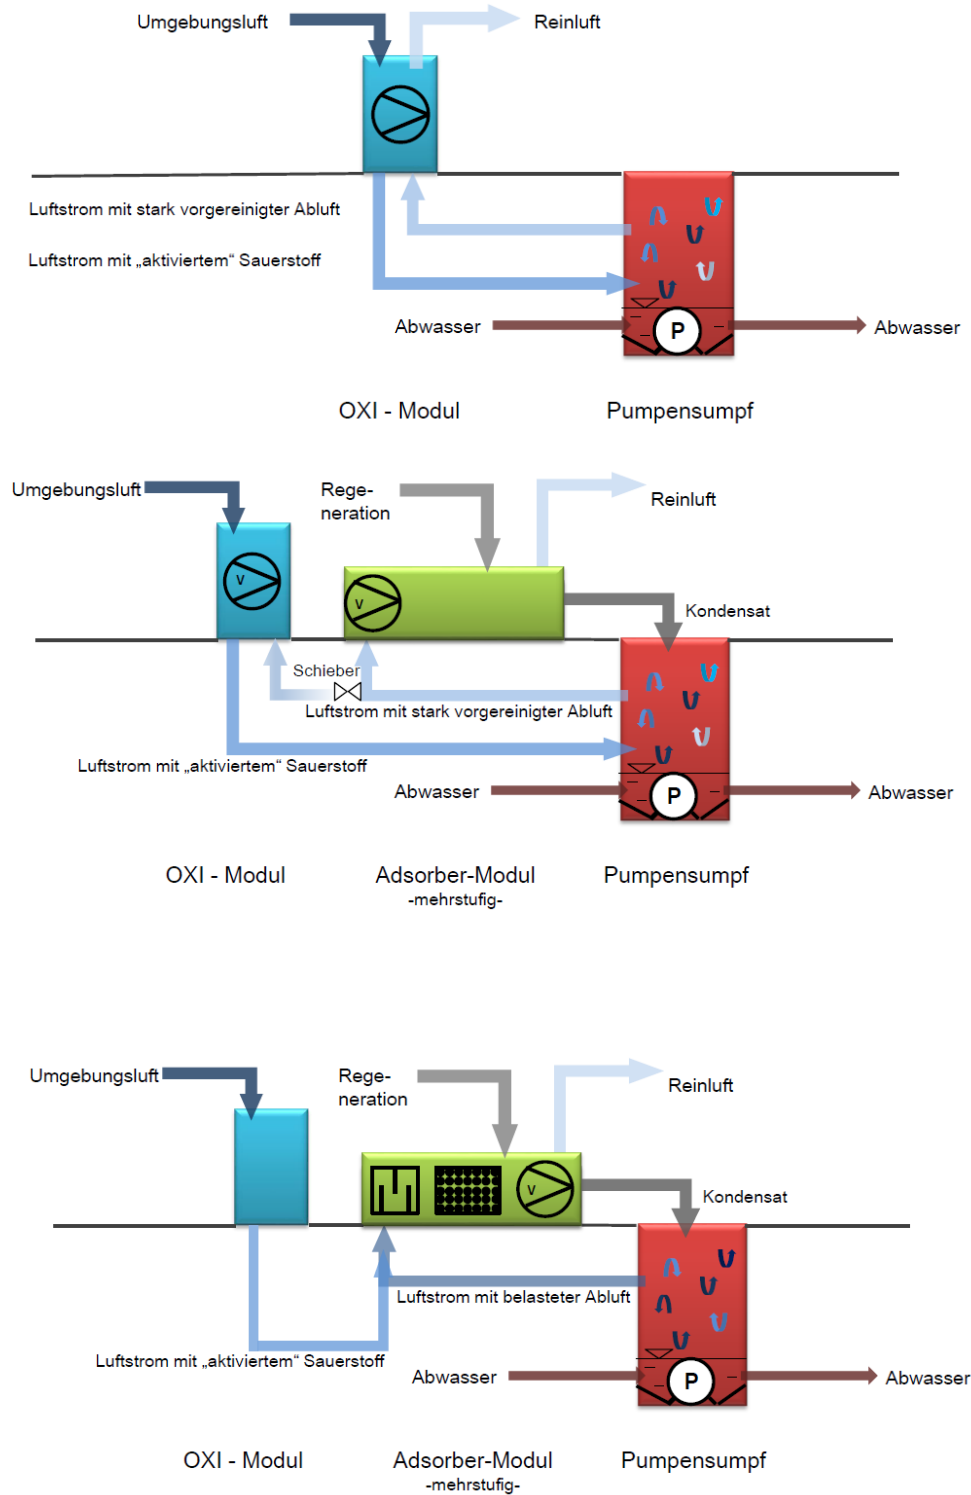 Umgebungsluft
Reinluft
Luftstrom mit stark vorgereinigter Abluft
Luftstrom mit „aktiviertem“ Sauerstoff
Abwasser
P
Abwasser
OXI - Modul
Pumpensumpf
Umgebungsluft
Rege-
neration
Reinluft
V
V
Kondensat
Schieber
Luftstrom mit stark vorgereinigter Abluft
Luftstrom mit „aktiviertem“ Sauerstoff
Abwasser
P
Abwasser
OXI - Modul
Adsorber-Modul
-mehrstufig-
Pumpensumpf
Umgebungsluft
Rege-
neration
Reinluft
V
Kondensat
Luftstrom mit belasteter Abluft
Luftstrom mit „aktiviertem“ Sauerstoff
Abwasser
P
Abwasser
OXI - Modul
Adsorber-Modul
-mehrstufig-
Pumpensumpf